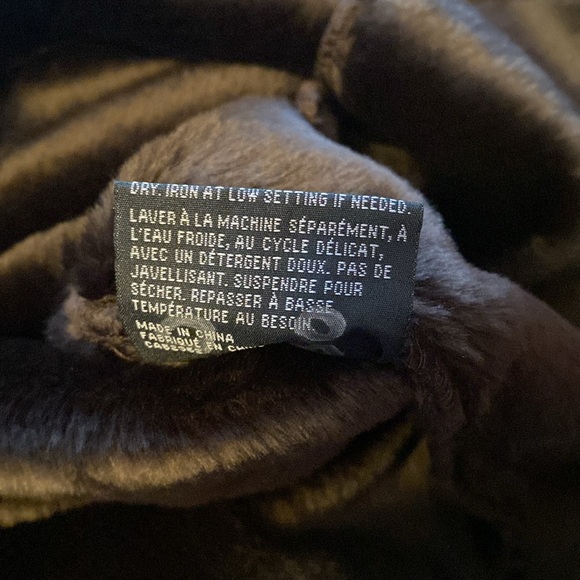 DRY. IRON AT LOW SETTING IF NEEDED.
LAVER À LA MACHINE SÉPARÉMENT, À
L'EAU FROIDE, AU CYCLE DÉLICAT,
AVEC UN DÉTERGENT DOUX. PAS DE
JAVELLISANT. SUSPENDRE POUR
SÉCHER. REPASSER À BASSE
TEMPÉRATURE AU BESOIN
MADE IN CHINA
FABRIQUÉ EN